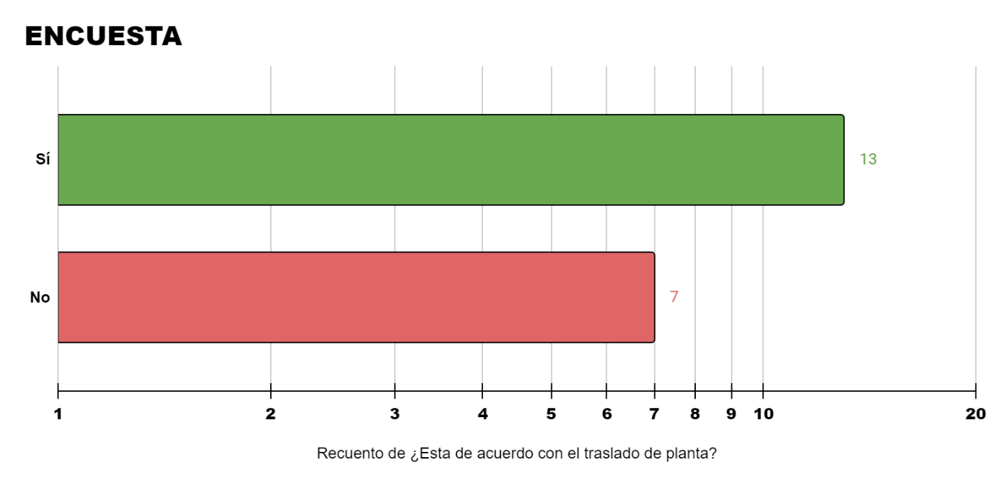 ENCUESTA
Sí
13
No
7
1 2 3 4 5 6 7 8 9 10 20
Recuento de ¿Esta de acuerdo con el traslado de planta?